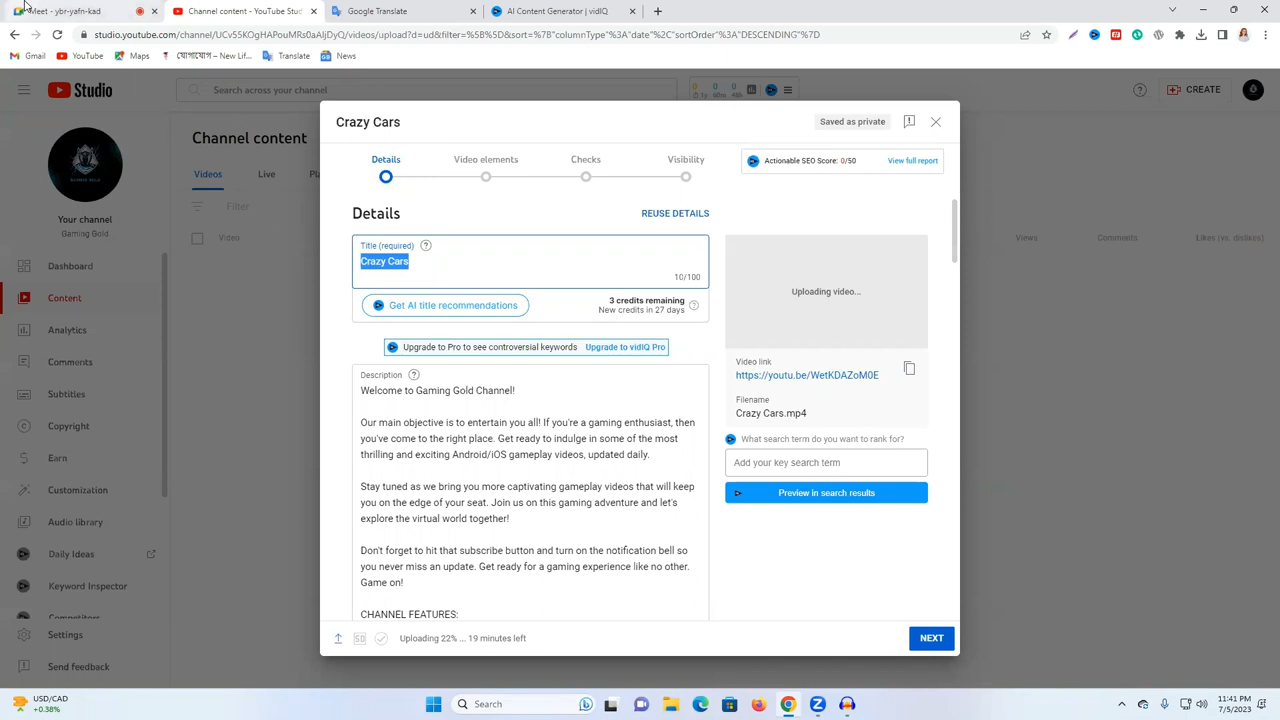 Meet - ybr-yafn-kad
Channel content - YouTube Stud
Google Translate
AI Content Generator | vidIQ
studio.youtube.com/channel/UCv55KOgHAPouMRs0aAIjDyQ/videos/upload?d=ud&filter=%5B%5D&sort=%7B"columnType"%3A"date"%2C"sortOrder"%3A"DESCENDING"%7D
Gmail
YouTube
Maps
যোগাযোগ – New Lif...
Translate
News
Studio
Search across your channel
0 0 0
CREATE
Channel content
Videos
Live
Filter
Video
Views
Comments
Likes (vs. dislikes)
Your channel
Gaming Gold
Dashboard
Content
Analytics
Comments
Subtitles
Copyright
Earn
Customization
Audio library
Daily Ideas
Keyword Inspector
Competitors
Settings
Send feedback
Crazy Cars
Saved as private
Details
Video elements
Checks
Visibility
Actionable SEO Score: 0/50
View full report
Details
REUSE DETAILS
Title (required)
Crazy Cars
10/100
Get AI title recommendations
3 credits remaining
New credits in 27 days
Upgrade to Pro to see controversial keywords
Upgrade to vidIQ Pro
Description
Welcome to Gaming Gold Channel!
Our main objective is to entertain you all! If you're a gaming enthusiast, then
you've come to the right place. Get ready to indulge in some of the most
thrilling and exciting Android/iOS gameplay videos, updated daily.
Stay tuned as we bring you more captivating gameplay videos that will keep
you on the edge of your seat. Join us on this gaming adventure and let's
explore the virtual world together!
Don't forget to hit that subscribe button and turn on the notification bell so
you never miss an update. Get ready for a gaming experience like no other.
Game on!
CHANNEL FEATURES:
Uploading video...
Video link
https://youtu.be/WetKDAZoM0E
Filename
Crazy Cars.mp4
What search term do you want to rank for?
Add your key search term
Preview in search results
SD
Uploading 22% ... 19 minutes left
NEXT
USD/CAD
+0.38%
Search
11:41 PM
7/5/2023